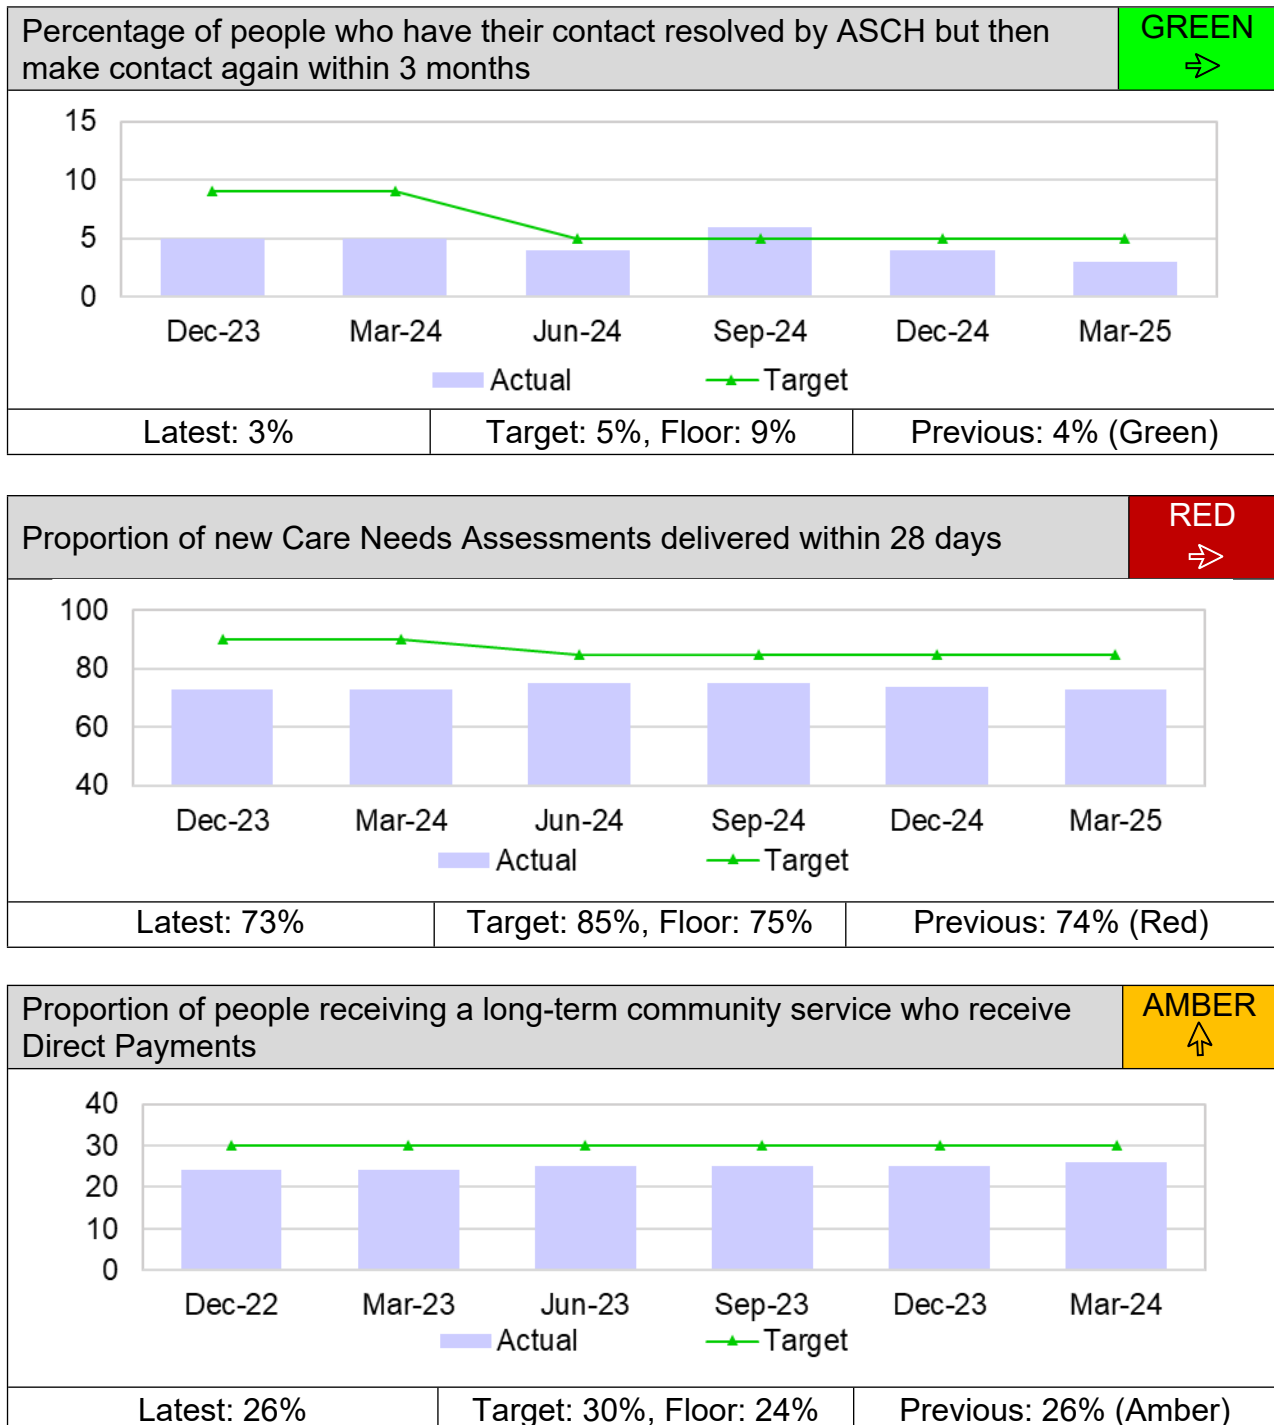 Percentage of people who have their contact resolved by ASCH but then
make contact again within 3 months
GREEN
15
10
5
0
Dec-23 Mar-24 Jun-24 Sep-24 Dec-24 Mar-25
Actual Target
Latest: 3% Target: 5%, Floor: 9% Previous: 4% (Green)
Proportion of new Care Needs Assessments delivered within 28 days
RED
100
80
60
40
Dec-23 Mar-24 Jun-24 Sep-24 Dec-24 Mar-25
Actual Target
Latest: 73% Target: 85%, Floor: 75% Previous: 74% (Red)
Proportion of people receiving a long-term community service who receive
Direct Payments
AMBER
40
30
20
10
0
Dec-22 Mar-23 Jun-23 Sep-23 Dec-23 Mar-24
Actual Target
Latest: 26% Target: 30%, Floor: 24% Previous: 26% (Amber)